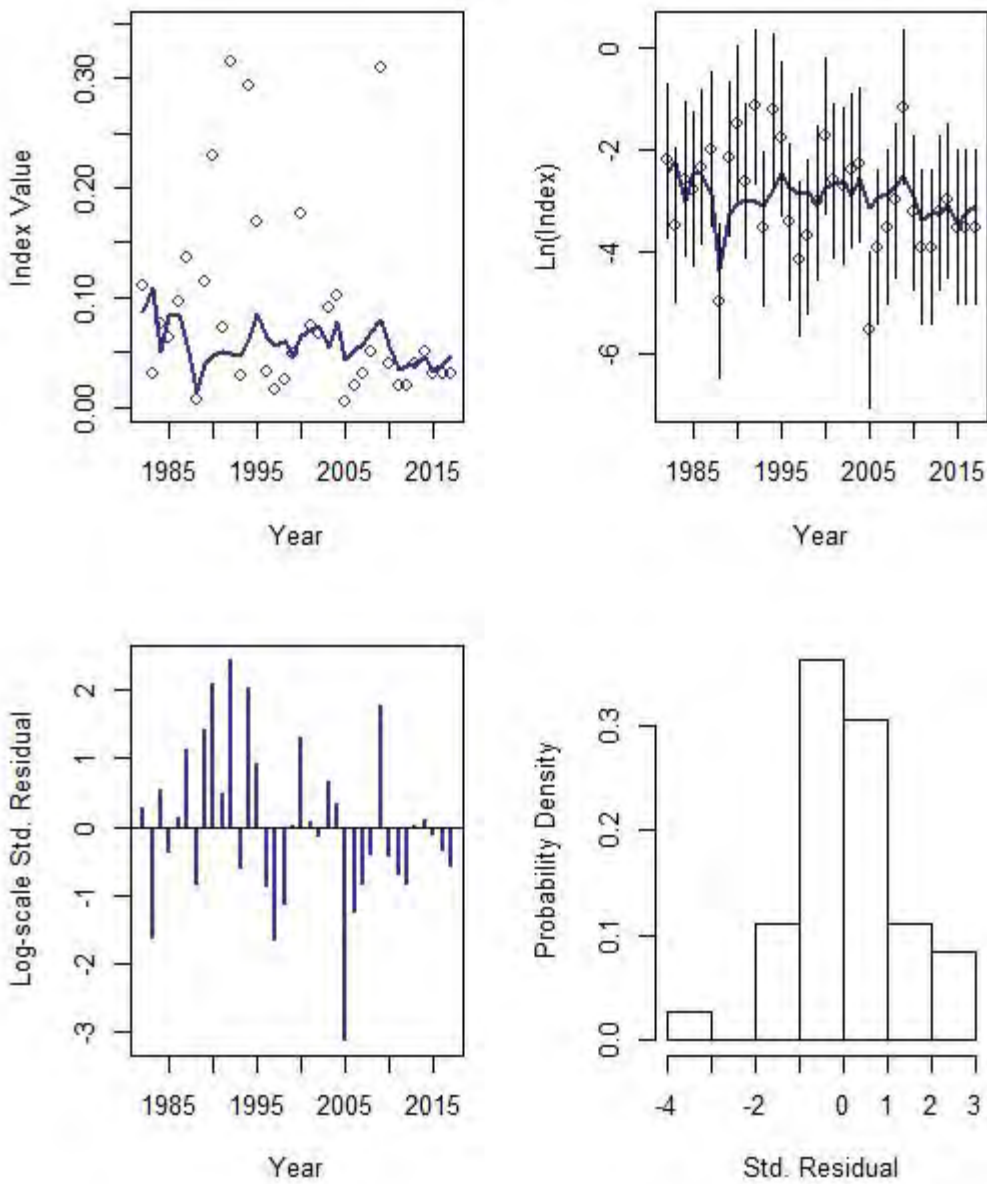 Index Value
0.30
0.20
0.10
0.00
1985 1995 2005 2015
Year
Ln(Index)
0
-2
-4
-6
1985 1995 2005 2015
Year
Log-scale Std. Residual
2
1
0
-1
-2
-3
1985 1995 2005 2015
Year
Probability Density
0.3
0.2
0.1
0.0
-4 -2 0 1 2 3
Std. Residual